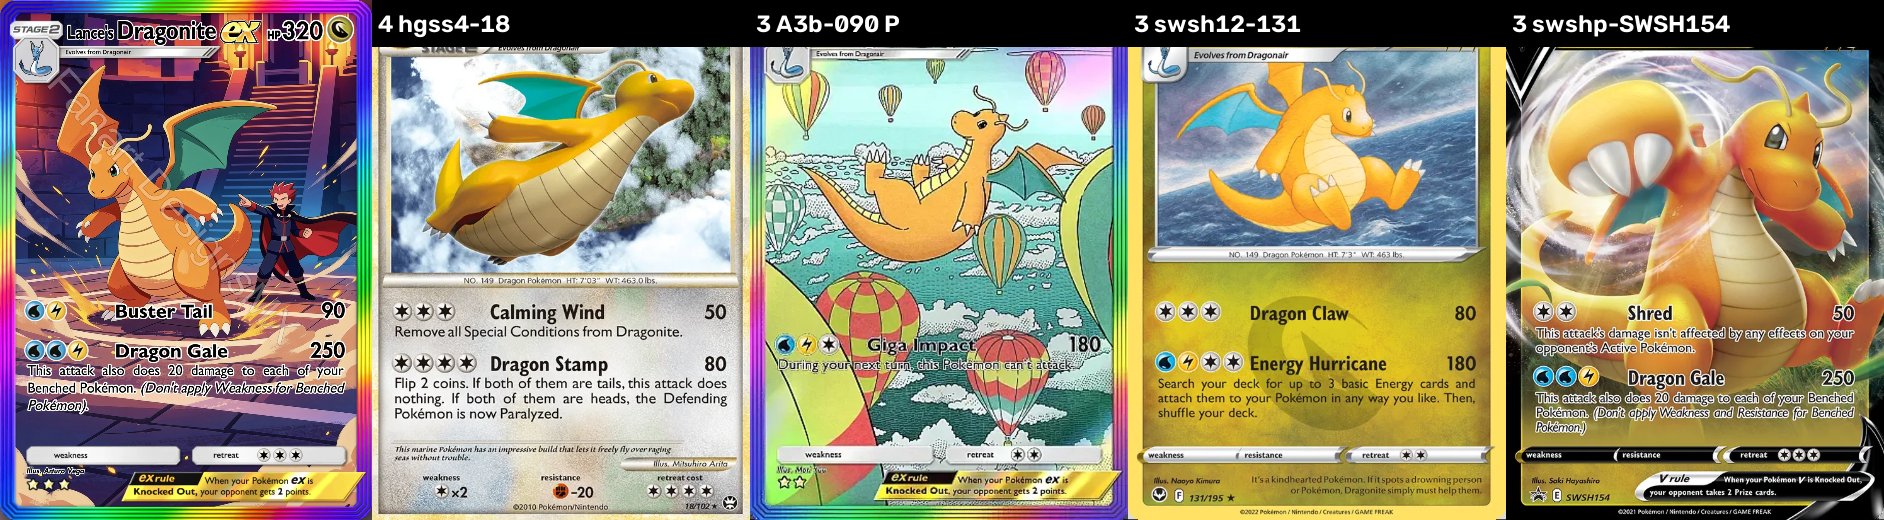 STAGE2 Lance's Dragonite ex HP320
Evolves from Dragonair
Fanart Design
Buster Tail 90
Dragon Gale 250
This attack also does 20 damage to each of your
Benched Pokémon. (Don't apply Weakness for Benched
Pokémon).
weakness retreat
Illus. Arturo Vega
ex rule When your Pokémon ex is
Knocked Out, your opponent gets 2 points.
4 hgss4-18
STAGE2 Evolves from Dragonair
NO. 149 Dragon Pokémon HT: 7'03" WT: 463.0 lbs.
Calming Wind 50
Remove all Special Conditions from Dragonite.
Dragon Stamp 80
Flip 2 coins. If both of them are tails, this attack does
nothing. If both of them are heads, the Defending
Pokémon is now Paralyzed.
This marine Pokémon has an impressive build that lets it freely fly over raging
seas without trouble.
Illus. Mitsuhiro Arita
weakness resistance retreat cost
×2 -20
©2010 Pokémon/Nintendo 18/102 ★
3 A3b-090 P
Evolves from Dragonair
Giga Impact 180
During your next turn, this Pokémon can't attack.
weakness retreat
ex rule When your Pokémon ex is
Knocked Out, your opponent gets 2 points.
3 swsh12-131
Evolves from Dragonair
NO. 149 Dragon Pokémon HT: 7'3" WT: 463 lbs.
Dragon Claw 80
Energy Hurricane 180
Search your deck for up to 3 basic Energy cards and
attach them to your Pokémon in any way you like. Then,
shuffle your deck.
weakness resistance retreat
Illus. Naoyo Kimura
It's a kindhearted Pokémon. If it spots a drowning person
or Pokémon, Dragonite simply must help them.
F 131/195 ★
©2022 Pokémon / Nintendo / Creatures / GAME FREAK
3 swshp-SWSH154
Shred 50
This attack's damage isn't affected by any effects on your
opponent's Active Pokémon.
Dragon Gale 250
This attack also does 20 damage to each of your Benched
Pokémon. (Don't apply Weakness and Resistance for Benched
Pokémon.)
weakness resistance retreat
Illus. Saki Hayashiro
E SWSH154
V rule When your Pokémon V is Knocked Out,
your opponent takes 2 Prize cards.
©2021 Pokémon / Nintendo / Creatures / GAME FREAK